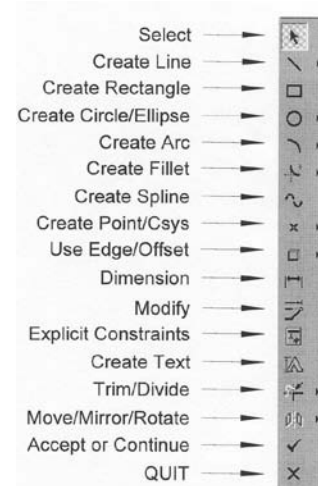 Select
Create Line
Create Rectangle
Create Circle/Ellipse
Create Arc
Create Fillet
Create Spline
Create Point/Csys
Use Edge/Offset
Dimension
Modify
Explicit Constraints
Create Text
Trim/Divide
Move/Mirror/Rotate
Accept or Continue
QUIT